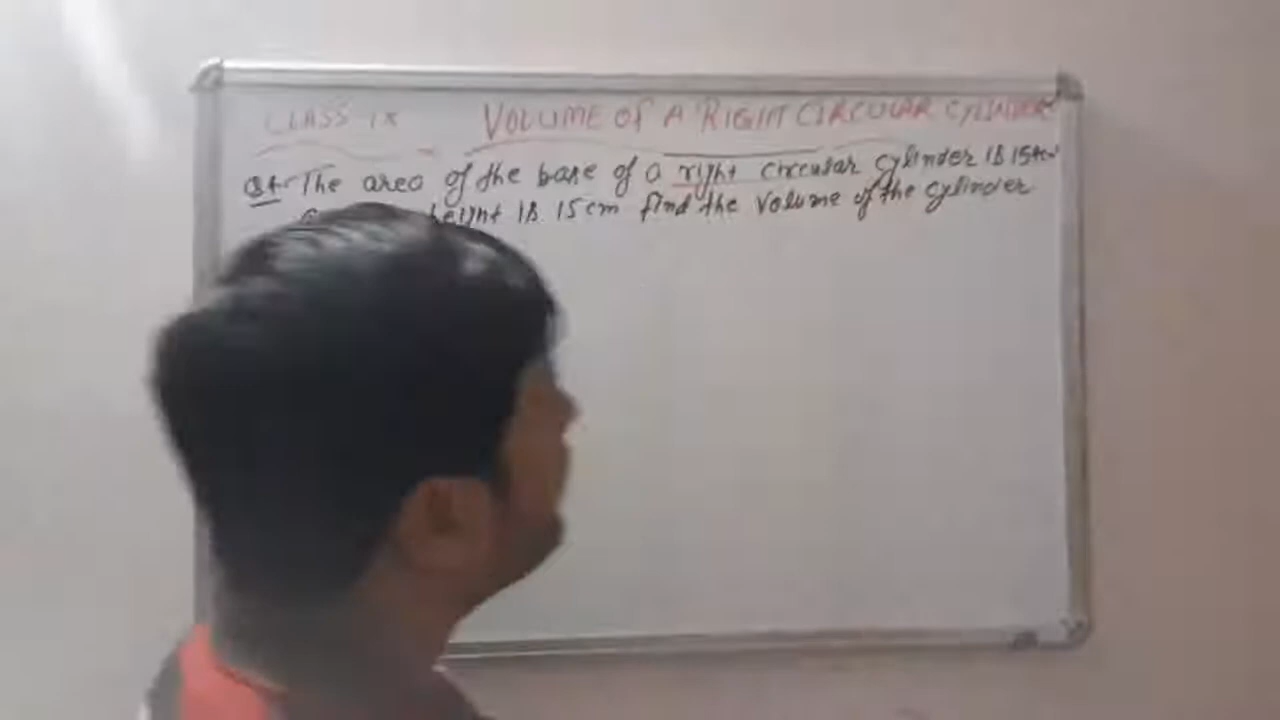 CLASS IX VOLUME OF A RIGHT CIRCULAR CYLINDER
The area of the base of a right circular cylinder is
height is 15cm find the volume of the cylinder